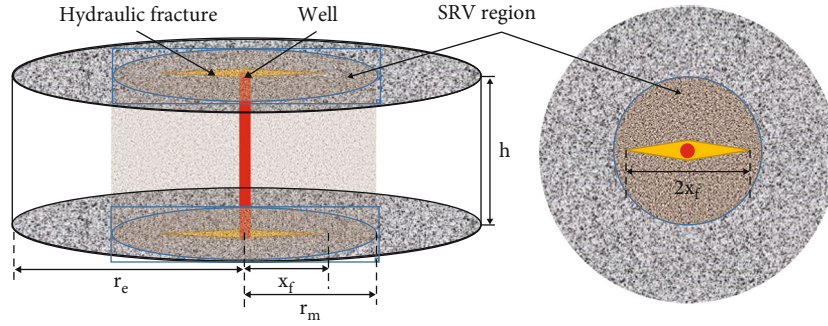 Hydraulic fracture
Well
SRV region
h
2x_f
r_e
x_f
r_m